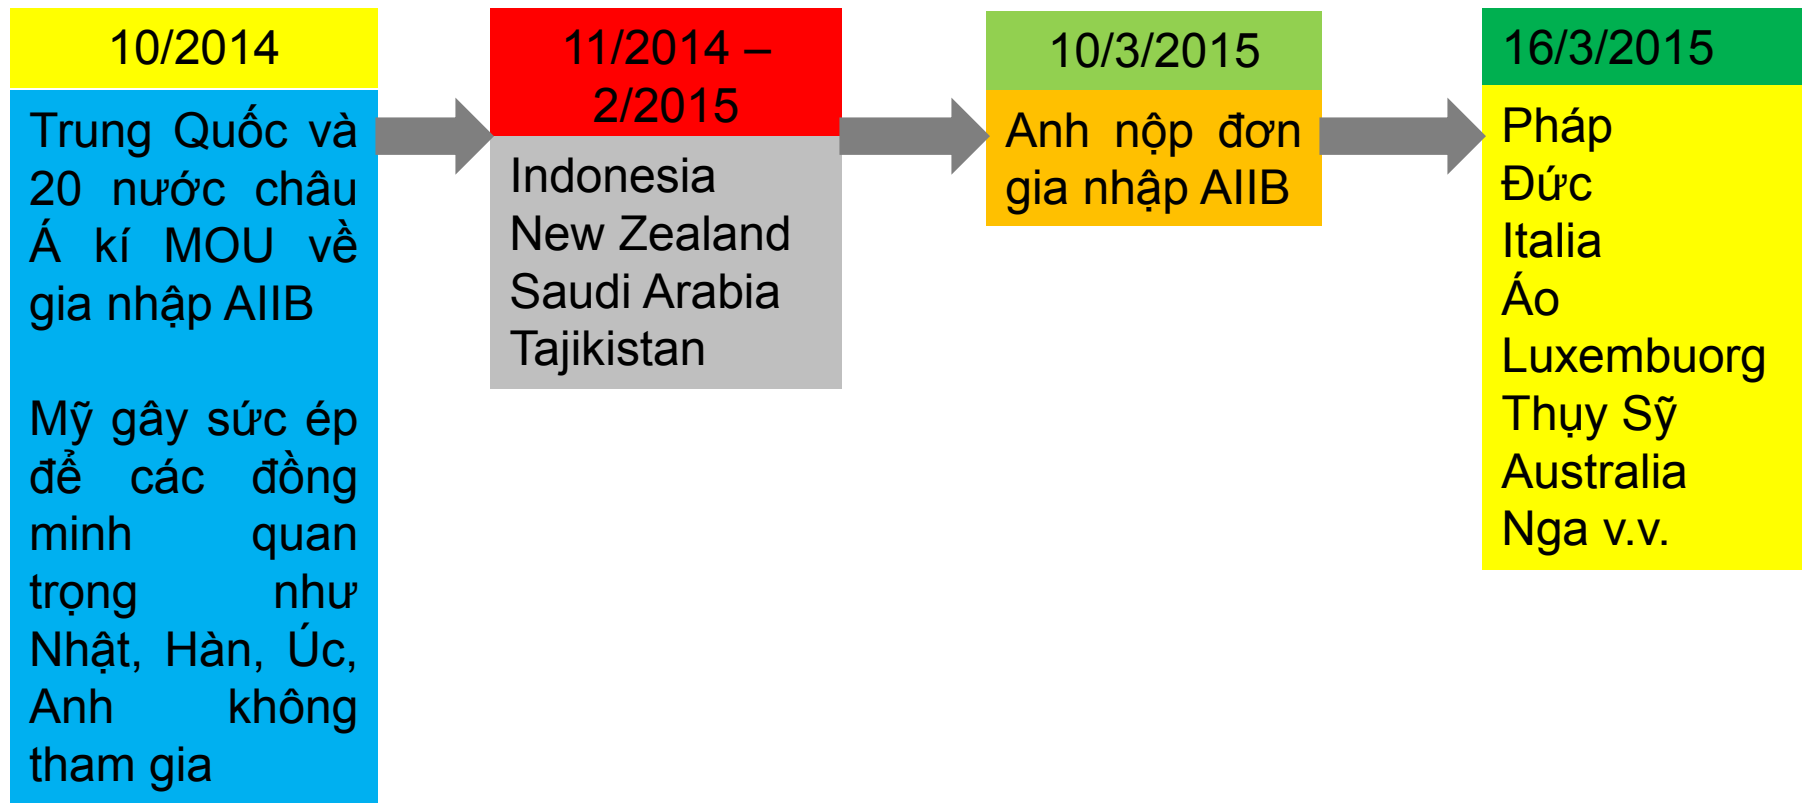 10/2014
Trung Quốc và
20 nước châu
Á kí MOU về
gia nhập AIIB
Mỹ gây sức ép
để các đồng
minh quan
trọng như
Nhật, Hàn, Úc,
Anh không
tham gia
11/2014 –
2/2015
Indonesia
New Zealand
Saudi Arabia
Tajikistan
10/3/2015
Anh nộp đơn
gia nhập AIIB
16/3/2015
Pháp
Đức
Italia
Áo
Luxembuorg
Thụy Sỹ
Australia
Nga v.v.